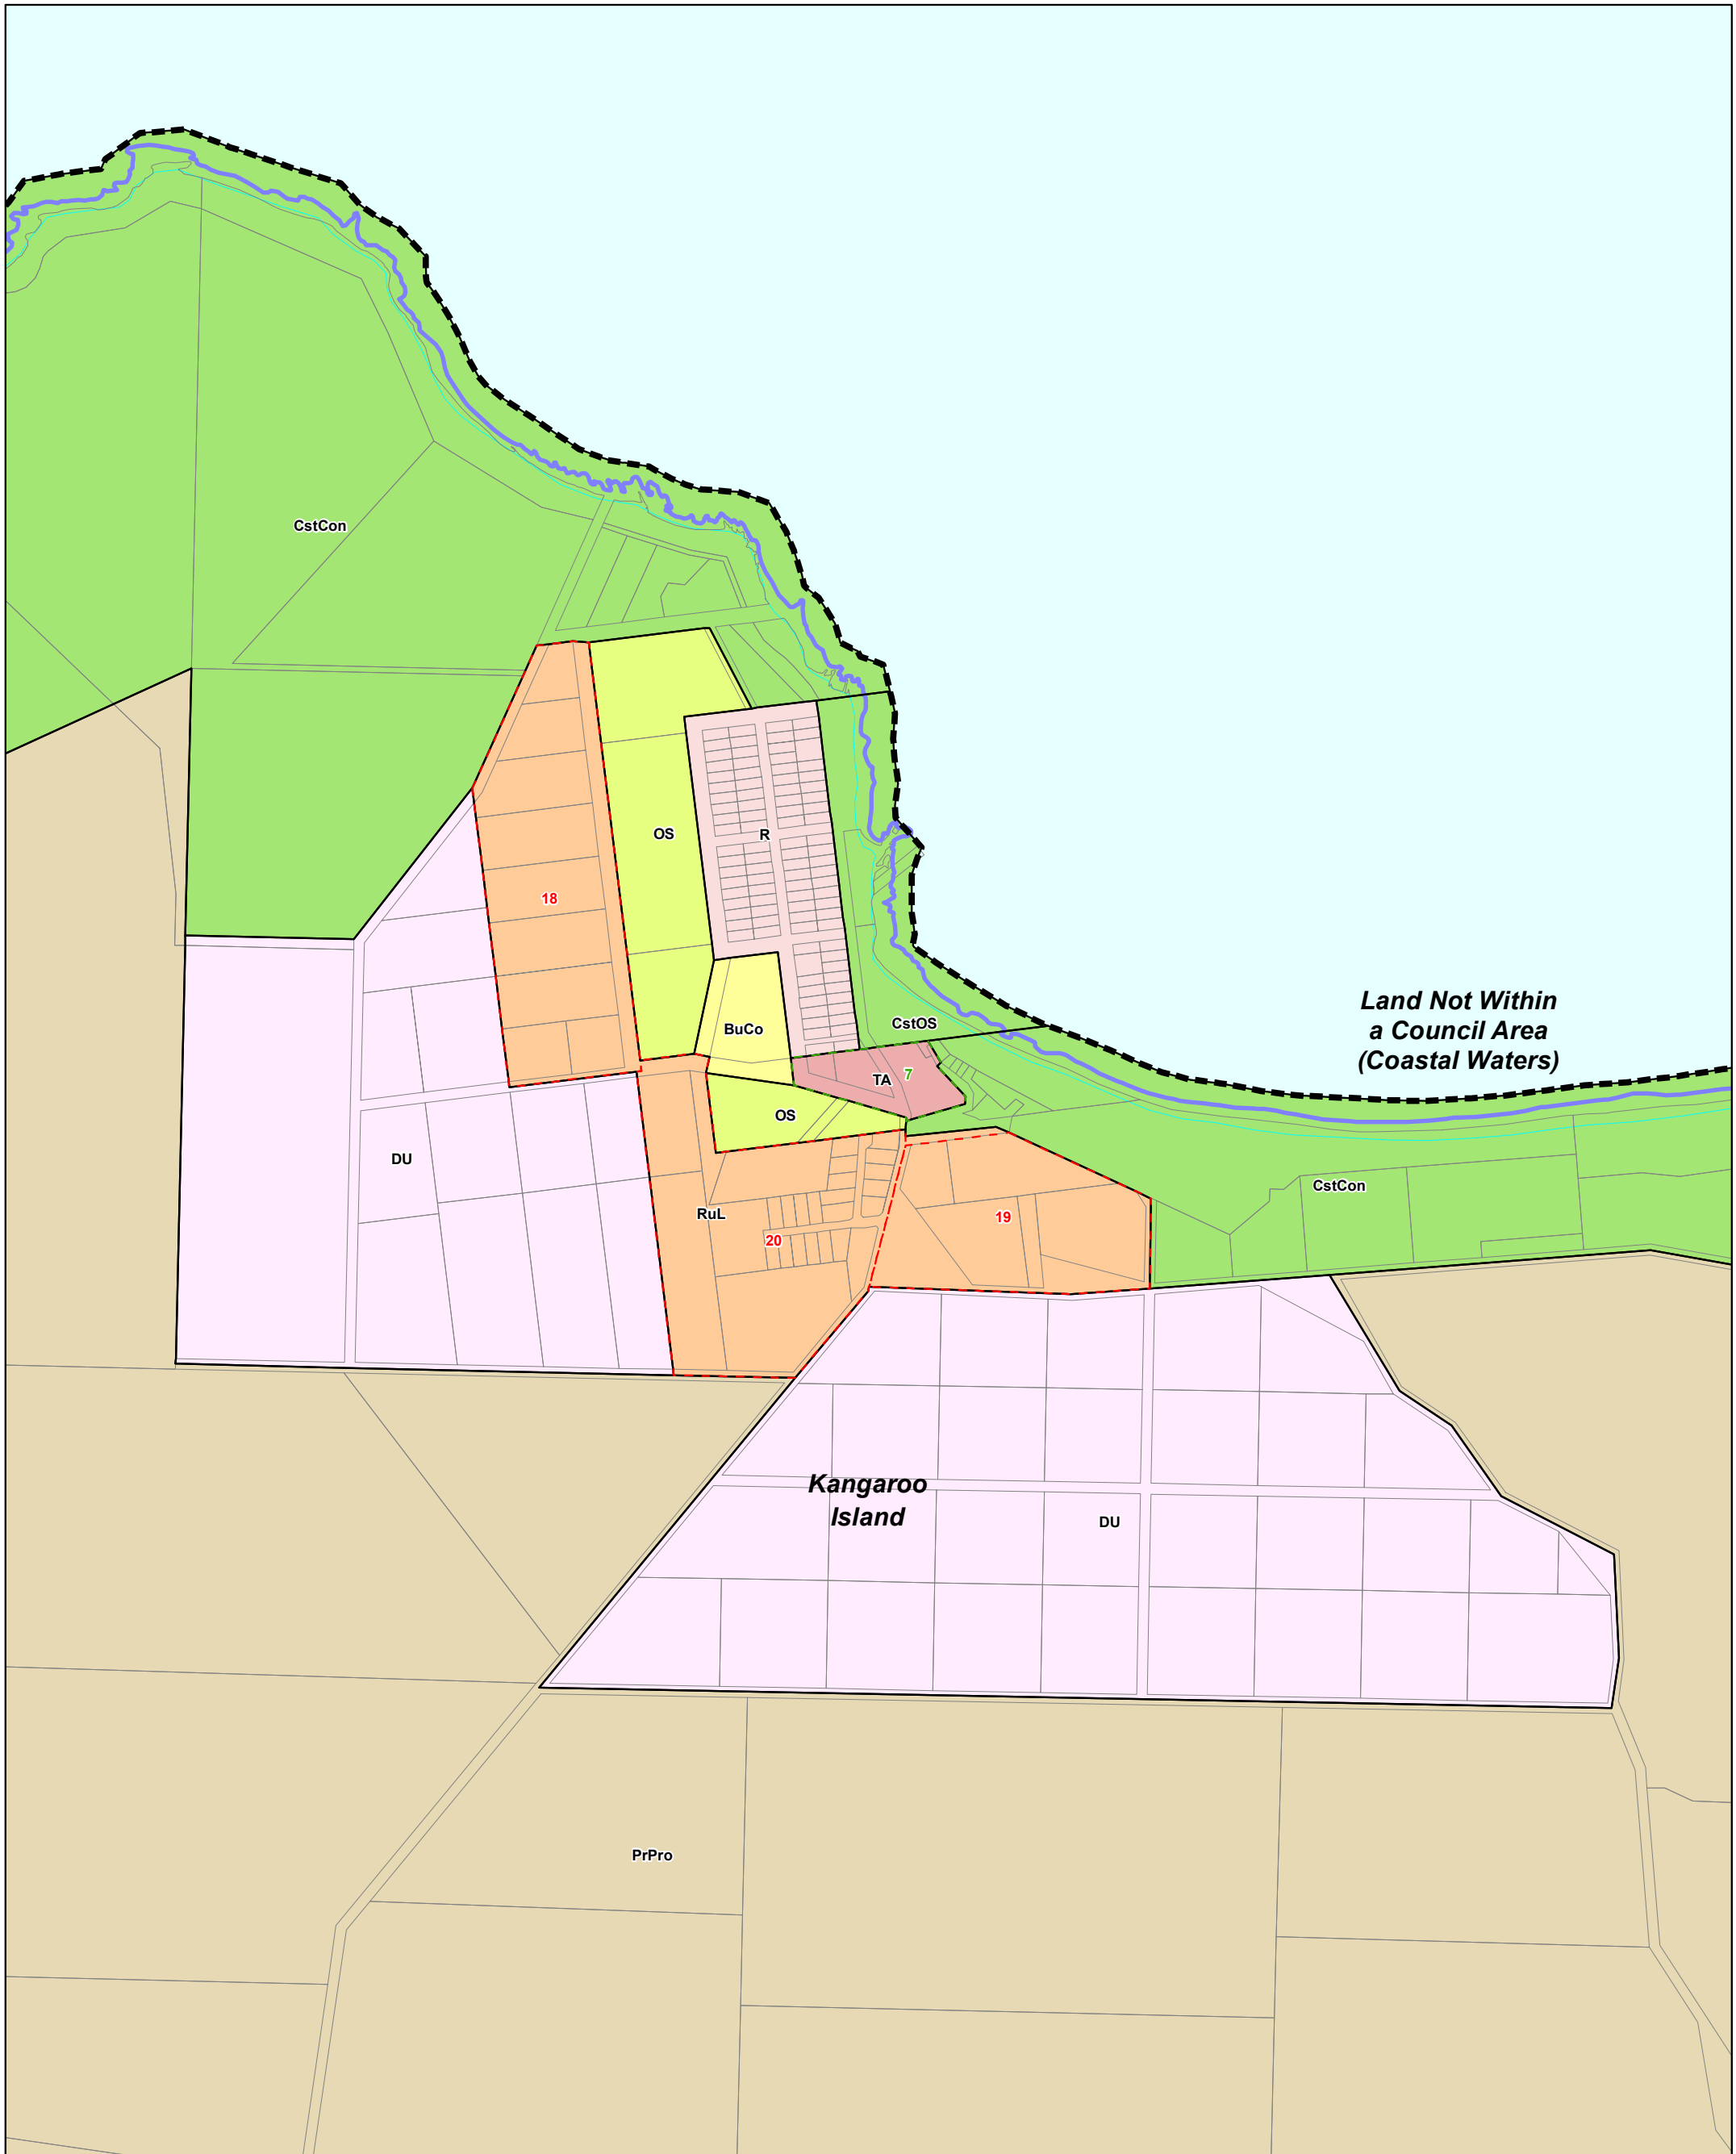 CstCon
OS
R
18
Land Not Within
a Council Area
(Coastal Waters)
CstOS
BuCo
TA
7
OS
DU
CstCon
RuL
19
20
Kangaroo
Island
DU
PrPro